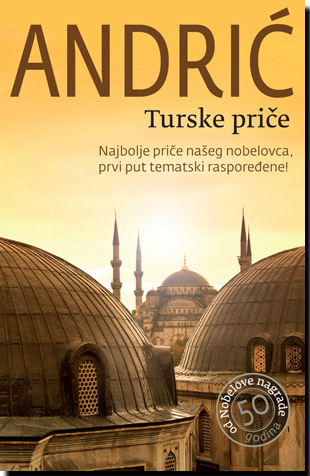 ANDRIĆ
Turske priče
Najbolje priče našeg nobelovca,
prvi put tematski raspoređene!
50
godina
od Nobelove nagrade